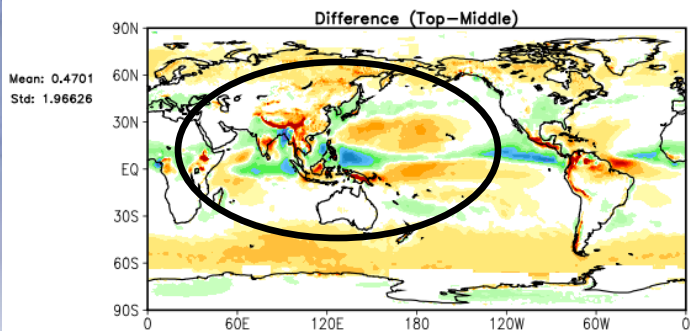 Difference (Top-Middle)
Mean: 0.4701
Std: 1.96626
90N
60N
30N
EQ
30S
60S
90S
0 60E 120E 180 120W 60W 0